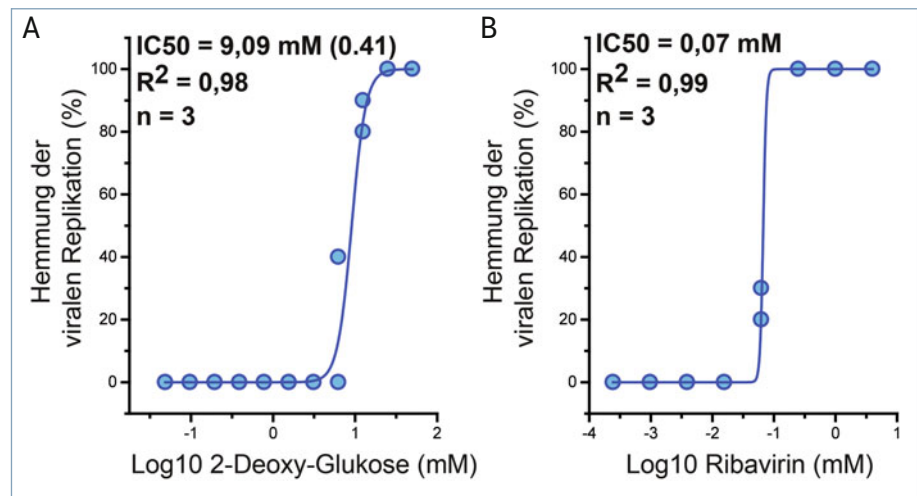 A
IC50 = 9,09 mM (0.41)
R² = 0,98
n = 3
100
80
60
40
20
0
Hemmung der
viralen Replikation (%)
-1
0
1
2
Log10 2-Deoxy-Glukose (mM)
B
IC50 = 0,07 mM
R² = 0,99
n = 3
100
80
60
40
20
0
Hemmung der
viralen Replikation (%)
-4
-3
-2
-1
0
1
Log10 Ribavirin (mM)